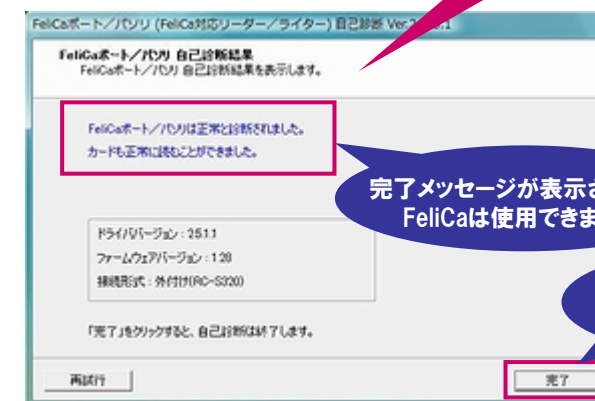 FeliCaポート/パソリ (FeliCa対応リーダー/ライター) 自己診断 Ver.
FeliCaポート/パソリ 自己診断結果
FeliCaポート/パソリ 自己診断結果を表示します。
FeliCaポート/パソリは正常と診断されました。
カードも正常に読むことができました。
完了メッセージが表示さ
FeliCaは使用できま
ドライババージョン : 2.5.1.1
ファームウェアバージョン : 1.28
接続形式 : 外付け(RC-S320)
「完了」をクリックすると、自己診断は終了します。
再試行
完了